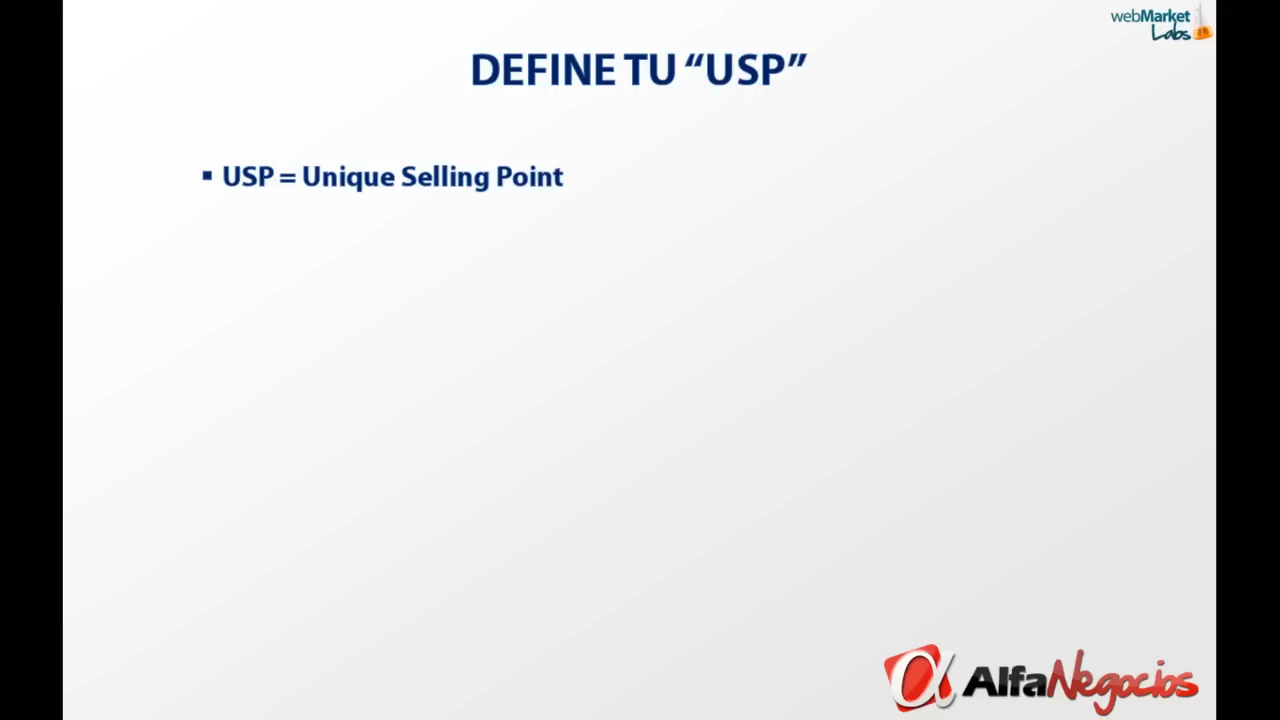 webMarket
Labs
DEFINE TU “USP”
▪ USP = Unique Selling Point
AlfaNegocios